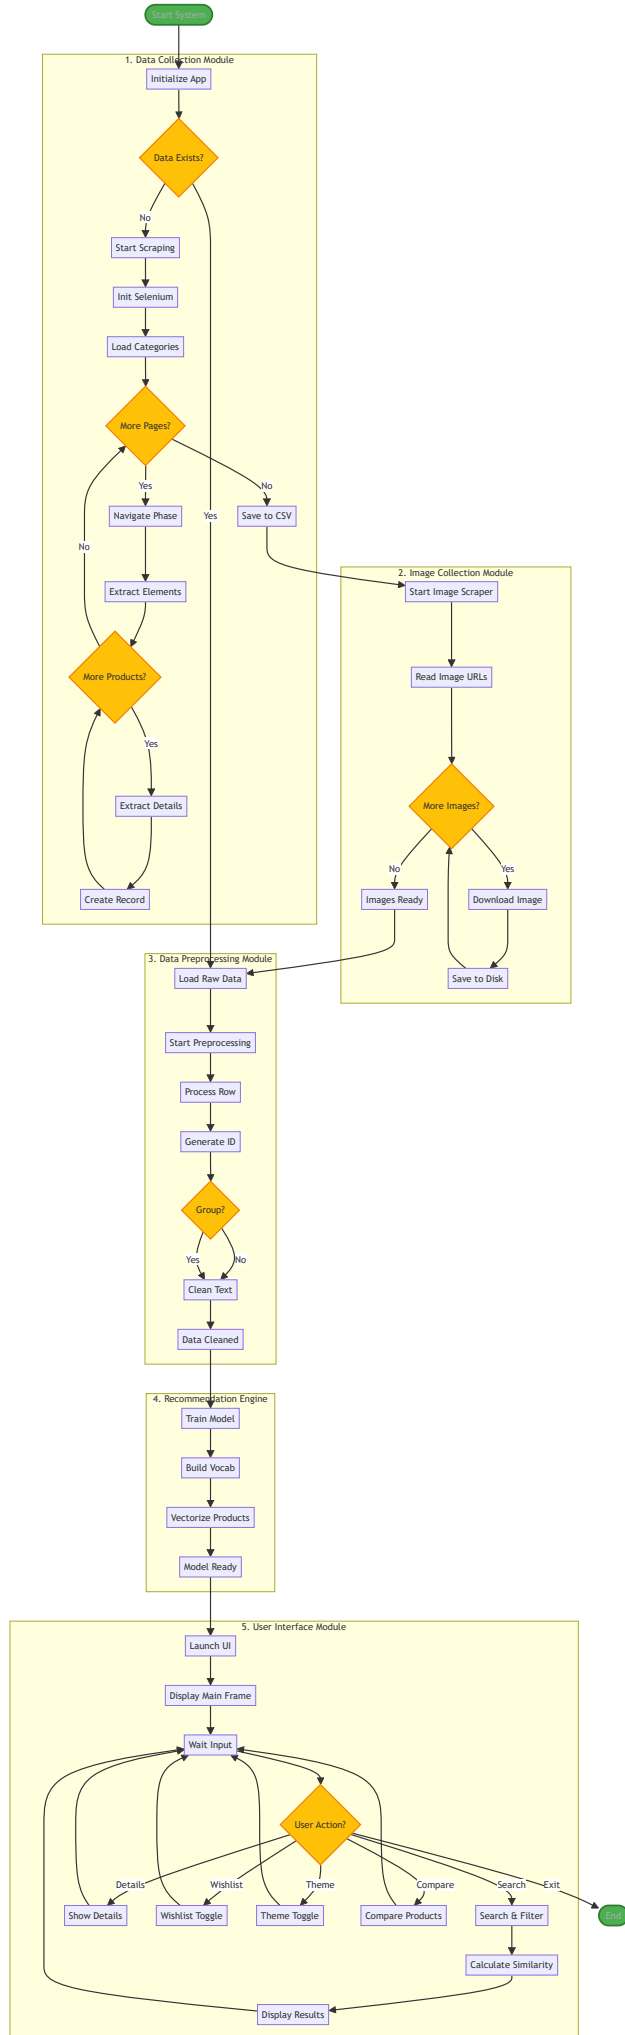 Start System
1. Data Collection Module
Initialize App
Data Exists?
No
Start Scraping
Init Selenium
Load Categories
More Pages?
Yes
No
Navigate Phase
Yes
Save to CSV
No
2. Image Collection Module
Extract Elements
Start Image Scraper
More Products?
Read Image URLs
Yes
Extract Details
More Images?
No
Yes
Create Record
Images Ready
Download Image
3. Data Preprocessing Module
Load Raw Data
Save to Disk
Start Preprocessing
Process Row
Generate ID
Group?
Yes
No
Clean Text
Data Cleaned
4. Recommendation Engine
Train Model
Build Vocab
Vectorize Products
Model Ready
5. User Interface Module
Launch UI
Display Main Frame
Wait Input
User Action?
Details
Wishlist
Theme
Compare
Search
Exit
Show Details
Wishlist Toggle
Theme Toggle
Compare Products
Search & Filter
End
Calculate Similarity
Display Results